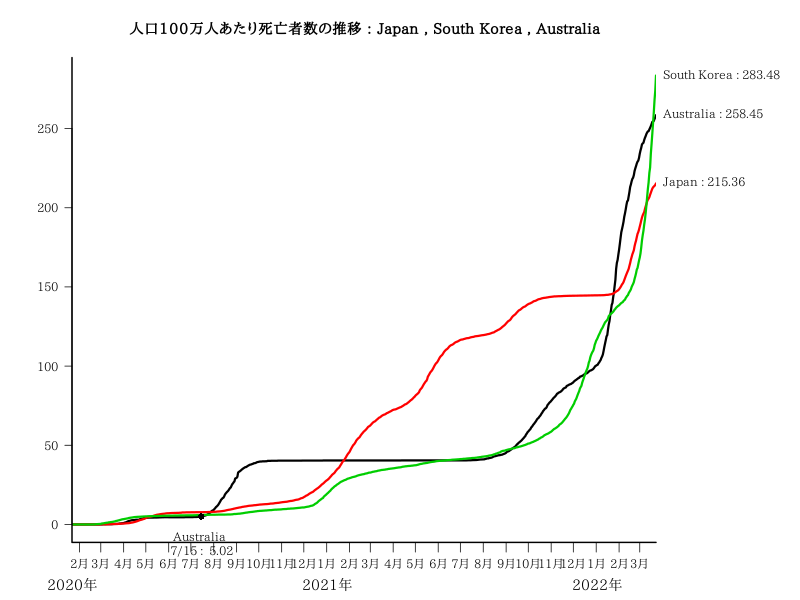 人口100万人あたり死亡者数の推移 : Japan , South Korea , Australia
South Korea : 283.48
Australia : 258.45
Japan : 215.36
250
200
150
100
50
0
Australia
7/16 : 5.02
2月 3月 4月 5月 6月 7月 8月 9月 10月 11月 12月 1月 2月 3月 4月 5月 6月 7月 8月 9月 10月 11月 12月 1月 2月 3月
2020年 2021年 2022年